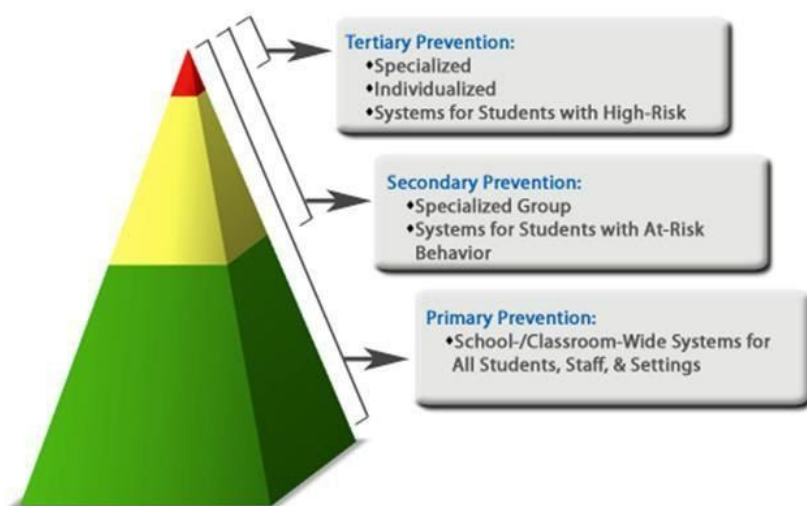 Tertiary Prevention:
♦Specialized
♦Individualized
♦Systems for Students with High-Risk
Secondary Prevention:
♦Specialized Group
♦Systems for Students with At-Risk
Behavior
Primary Prevention:
♦School-/Classroom-Wide Systems for
All Students, Staff, & Settings